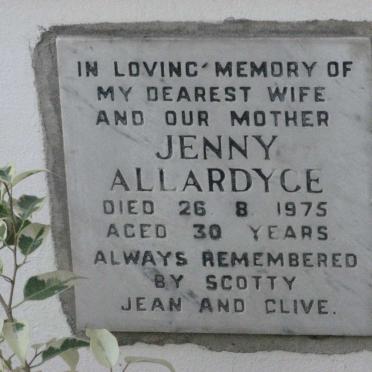 IN LOVING MEMORY OF
MY DEAREST WIFE
AND OUR MOTHER
JENNY
ALLARDYCE
DIED 26 8 1975
AGED 30 YEARS
ALWAYS REMEMBERED
BY SCOTTY
JEAN AND CLIVE.